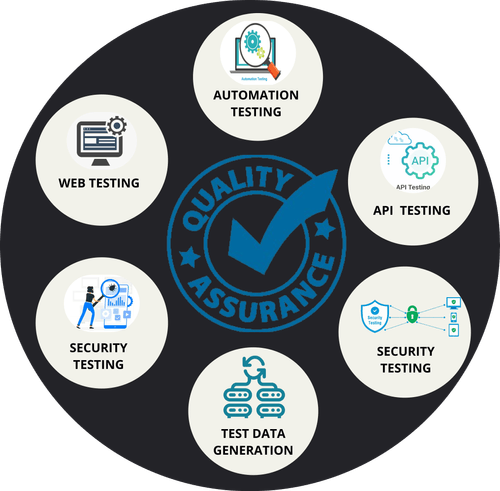 Automation Testing
AUTOMATION
TESTING
WEB TESTING
API
API Testing
API TESTING
QUALITY
ASSURANCE
SECURITY
TESTING
Security
Testing
SECURITY
TESTING
TEST DATA
GENERATION